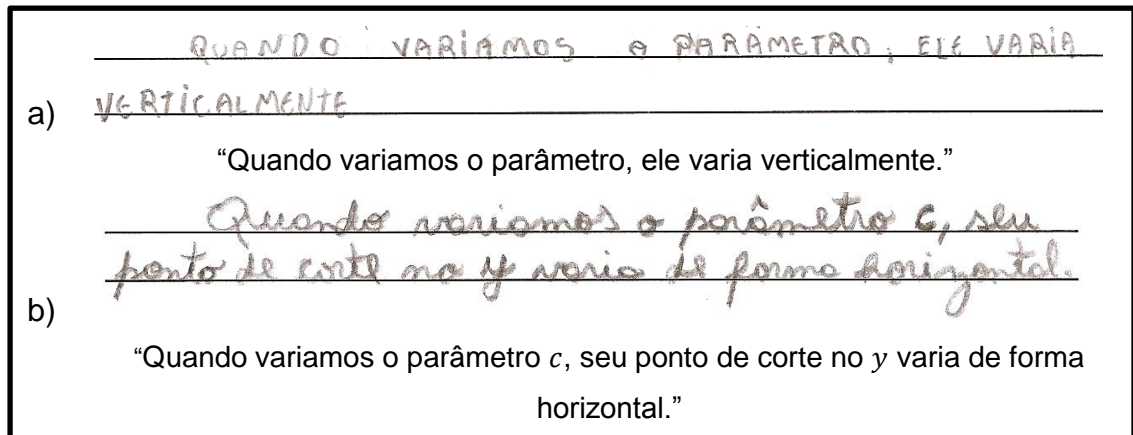 QUANDO VARIAMOS O PARÂMETRO, ELE VARIA
VERTICALMENTE
a)
“Quando variamos o parâmetro, ele varia verticalmente.”
Quando variamos o parâmetro c, seu
ponto de corte no y varia de forma horizontal.
b)
“Quando variamos o parâmetro c, seu ponto de corte no y varia de forma
horizontal.”